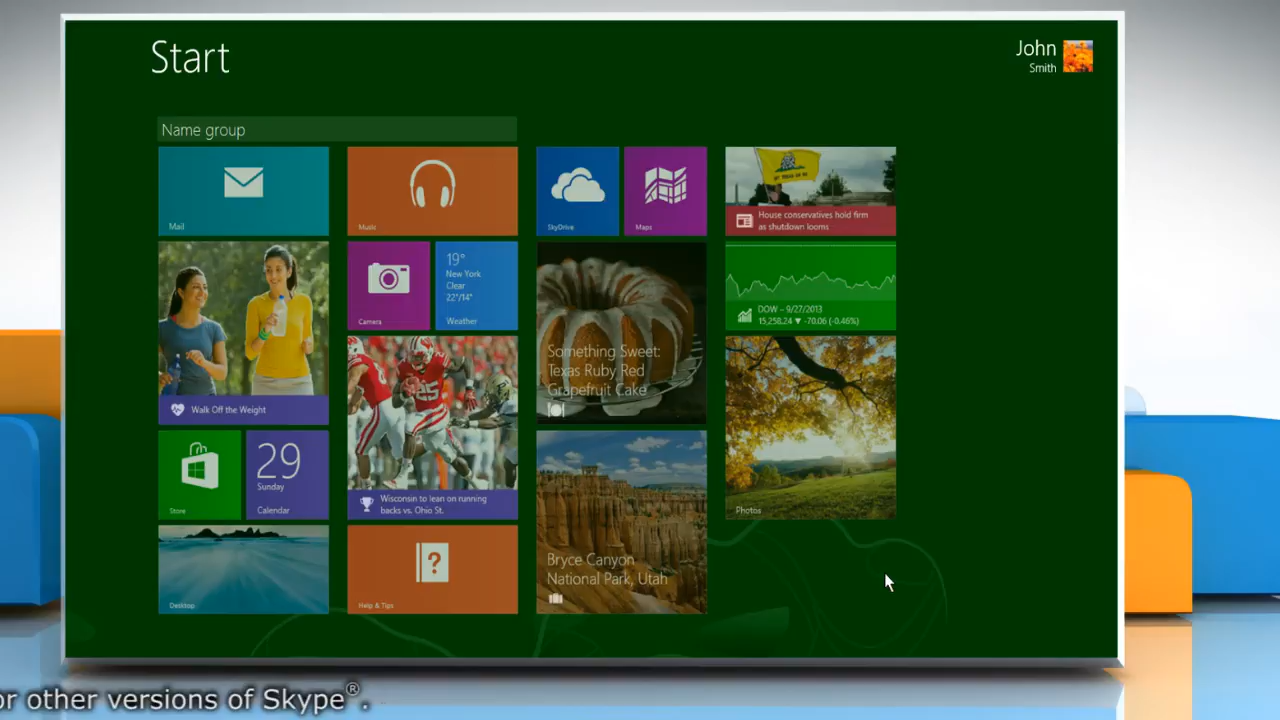 Start
John
Smith
Name group
Mail
Music
SkyDrive
Maps
House conservatives hold firm
as shutdown looms
19°
New York
Clear
22°/14°
Weather
Camera
DOW – 9/27/2013
15,258.24 ▼ -70.06 (-0.46%)
Something Sweet:
Texas Ruby Red
Grapefruit Cake
Walk Off the Weight
25
Store
29
Sunday
Calendar
Wisconsin to lean on running
backs vs. Ohio St.
Photos
Desktop
?
Help & Tips
Bryce Canyon
National Park, Utah
or other versions of Skype®.